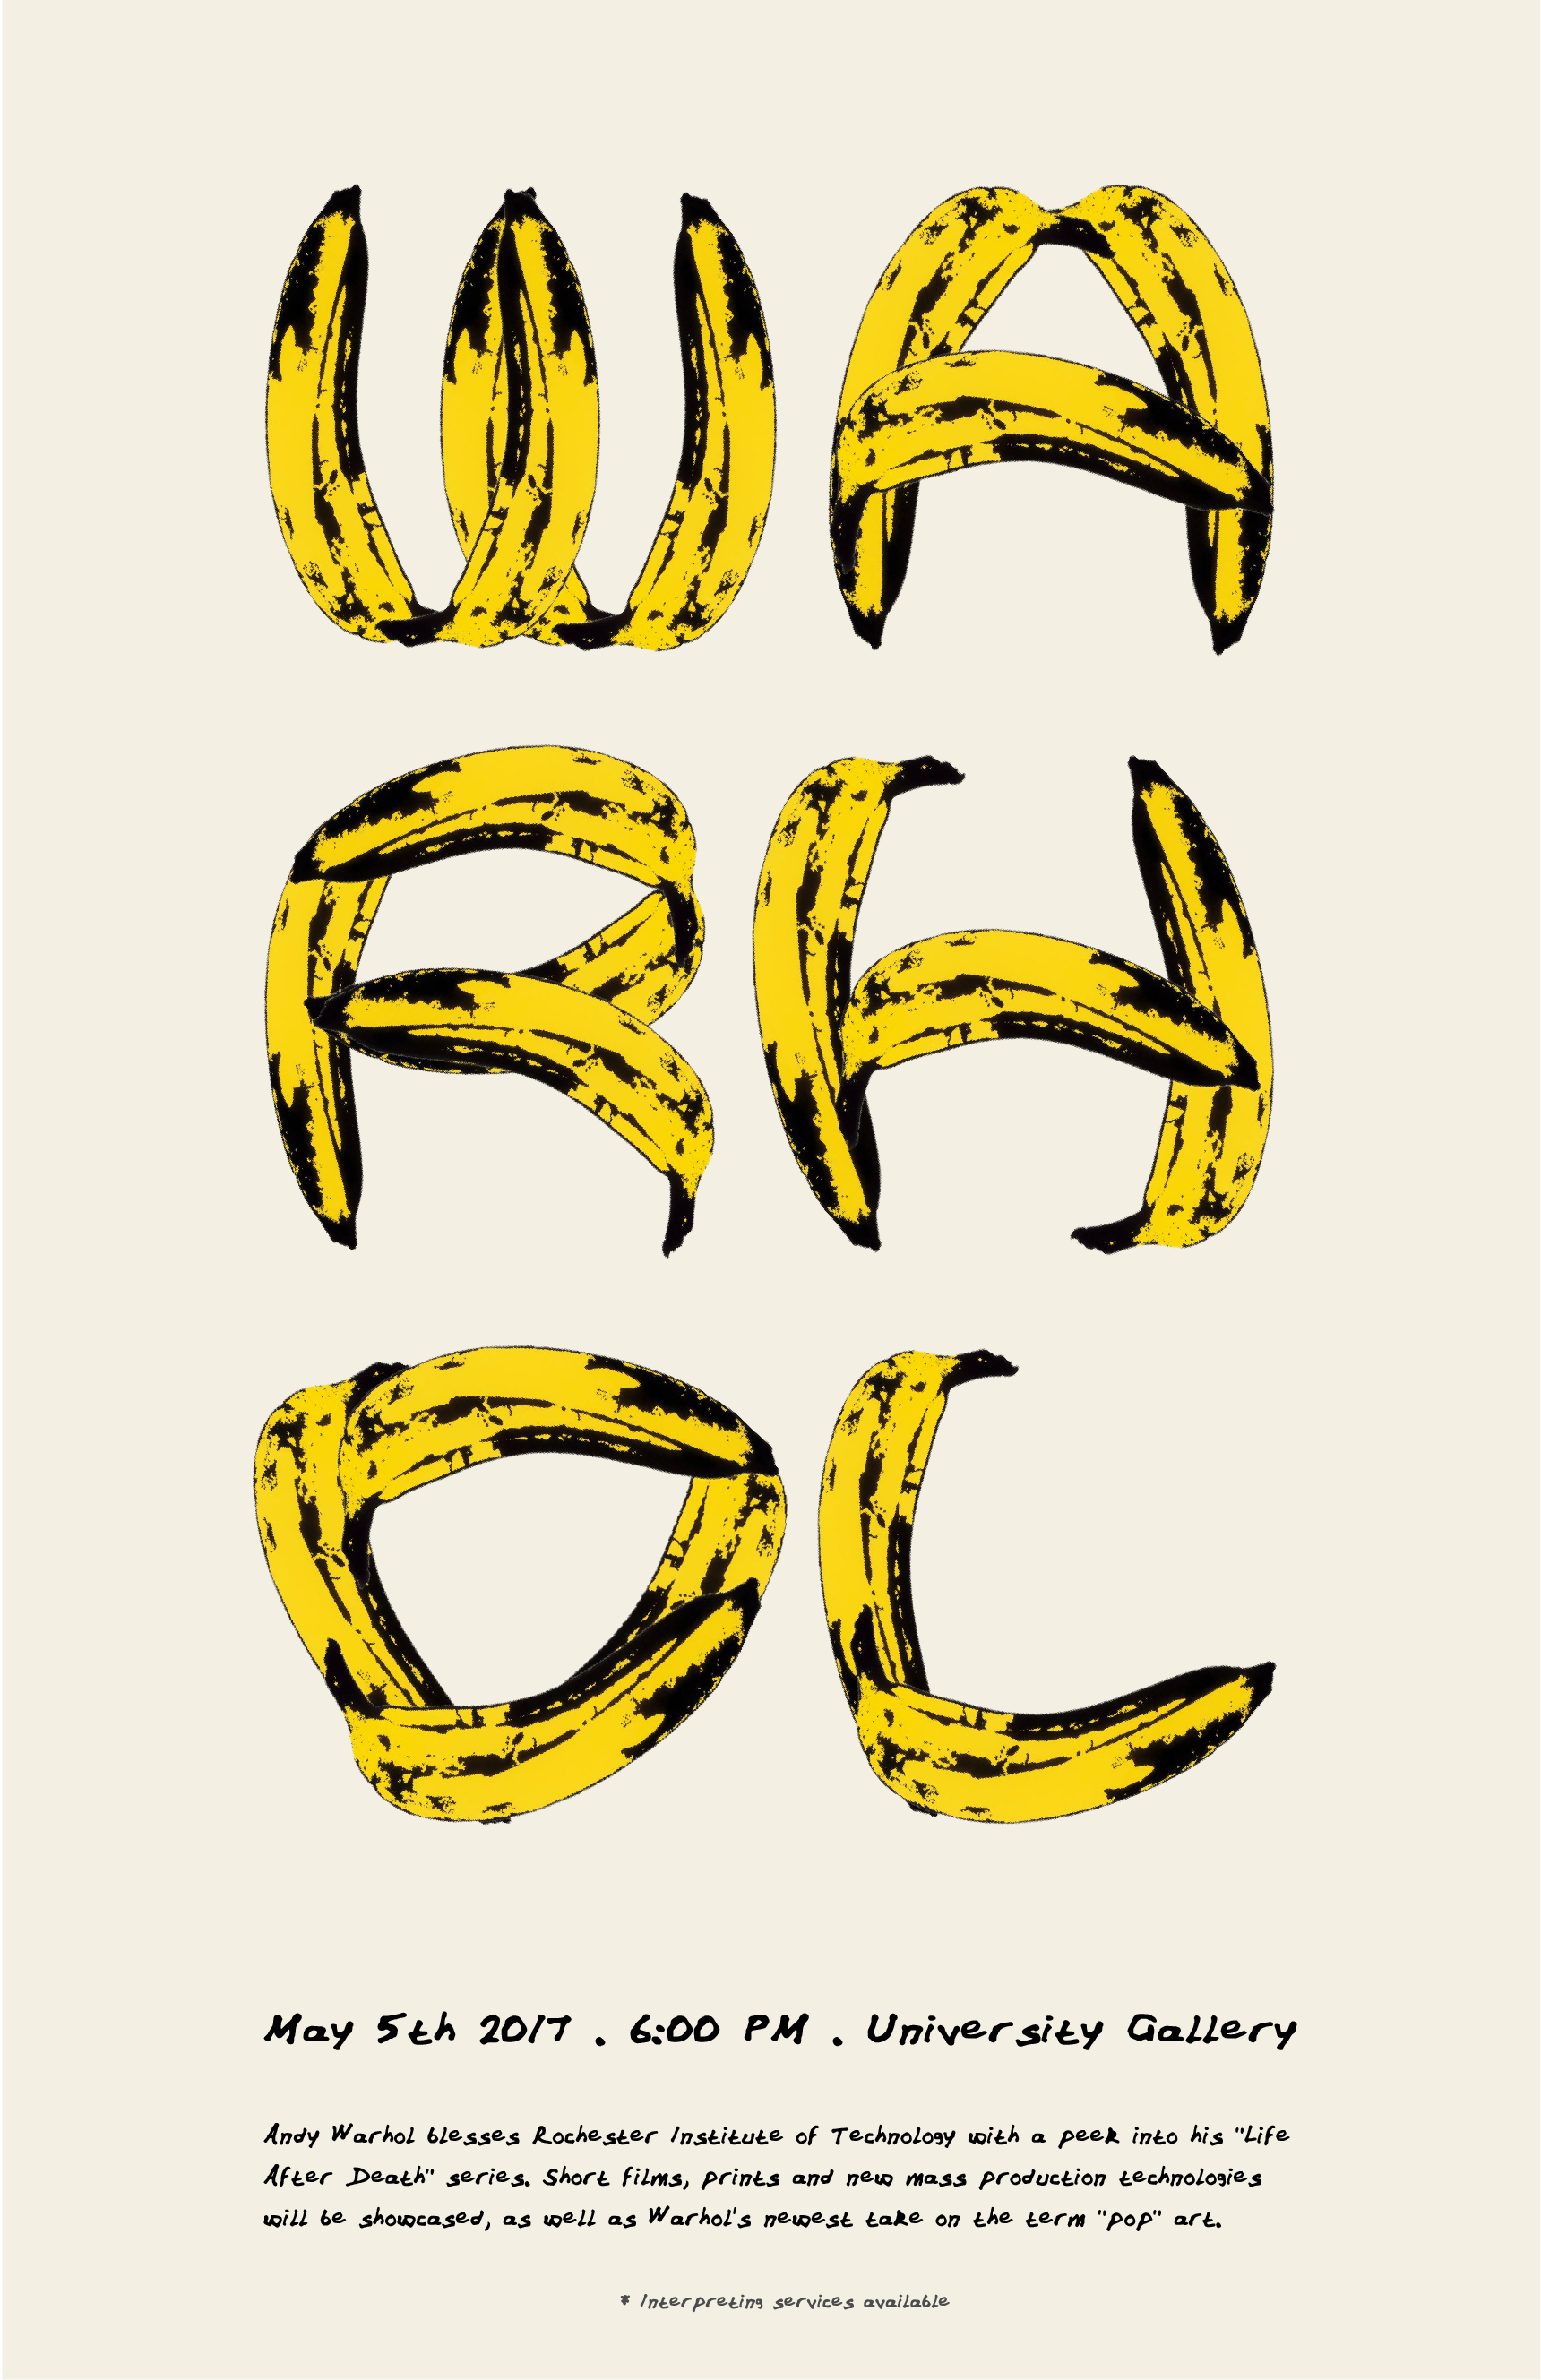 WA
RH
OL
May 5th 2017 . 6:00 PM . University Gallery
Andy Warhol blesses Rochester Institute of Technology with a peek into his "Life
After Death" series. Short films, prints and new mass production technologies
will be showcased, as well as Warhol's newest take on the term "pop" art.
* Interpreting services available